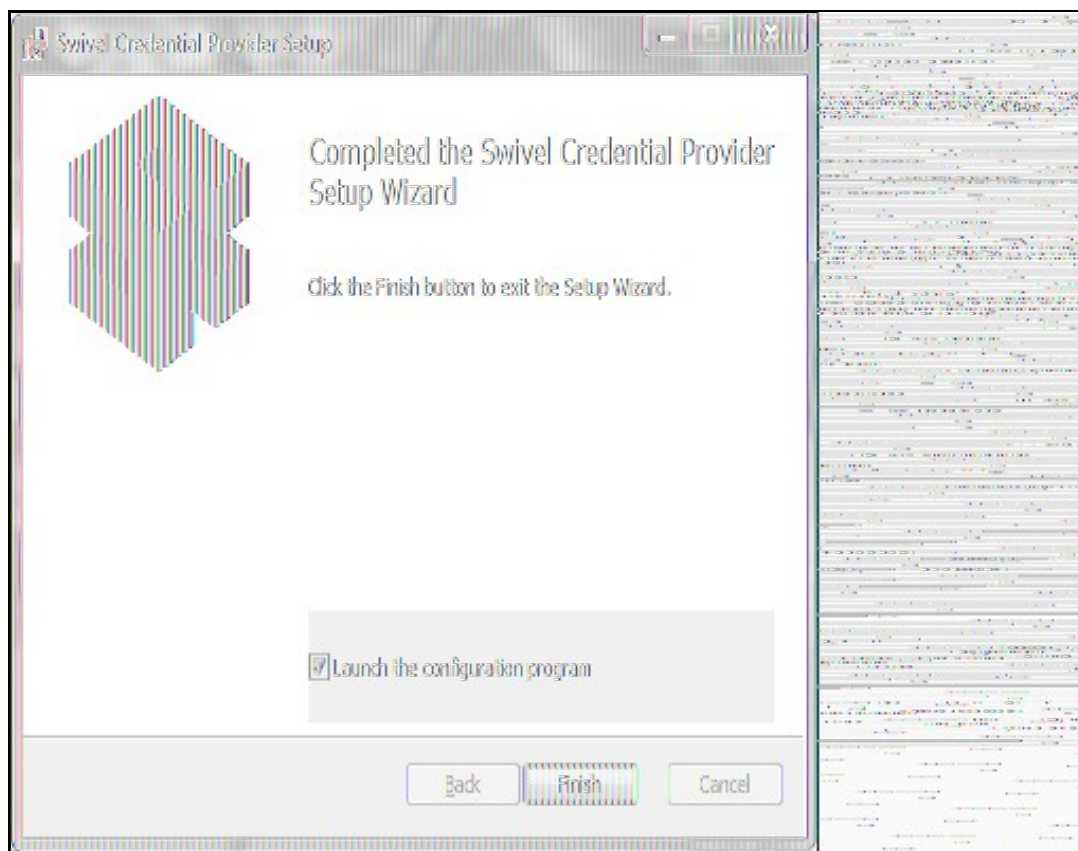 Swivel Credential Provider Setup
Completed the Swivel Credential Provider
Setup Wizard
Click the Finish button to exit the Setup Wizard.
Launch the configuration program
Back
Finish
Cancel